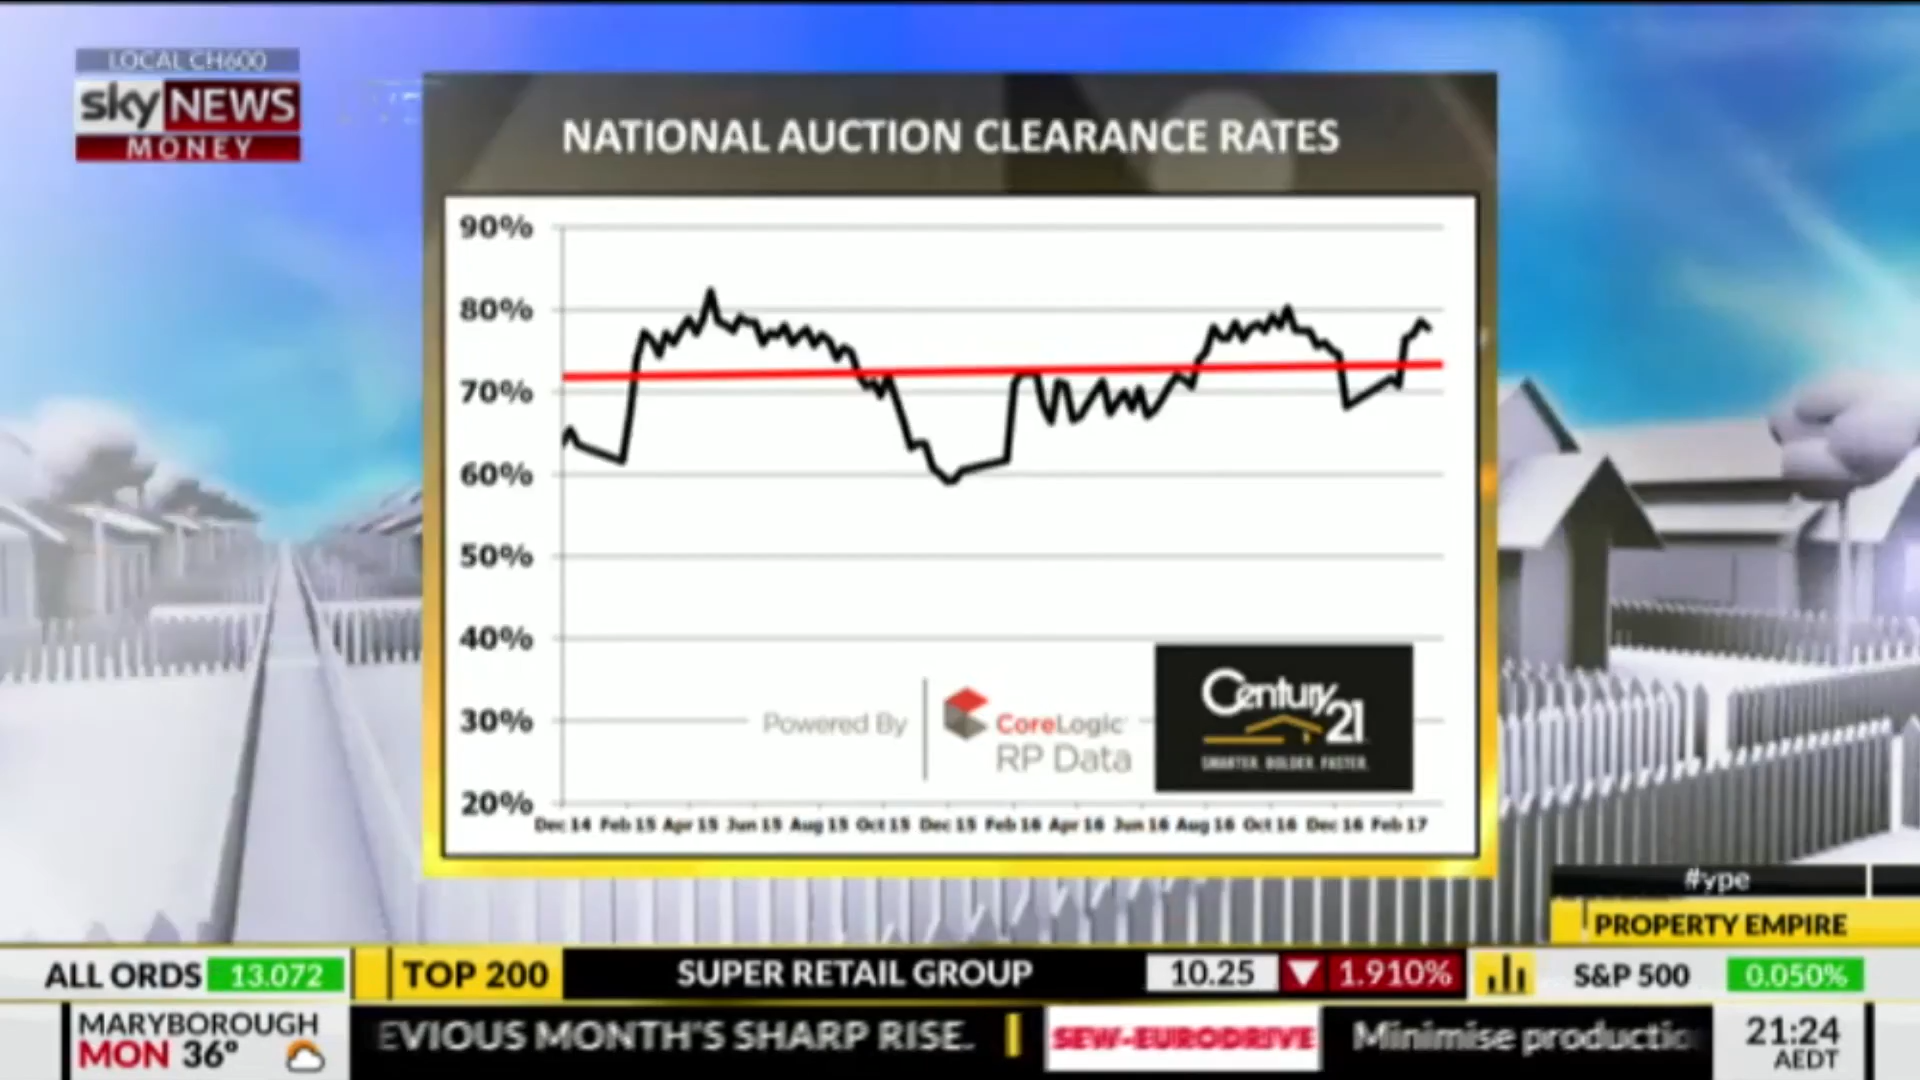 LOCAL CH600
sky NEWS
MONEY
NATIONAL AUCTION CLEARANCE RATES
90%
80%
70%
60%
50%
40%
30%
20%
Powered By
CoreLogic
RP Data
Century 21
SMARTER. BOLDER. FASTER.
Dec 14 Feb 15 Apr 15 Jun 15 Aug 15 Oct 15 Dec 15 Feb 16 Apr 16 Jun 16 Aug 16 Oct 16 Dec 16 Feb 17
#ype
PROPERTY EMPIRE
ALL ORDS 13.072 TOP 200 SUPER RETAIL GROUP 10.25 1.910% S&P 500 0.050%
MARYBOROUGH
MON 36°
EVIOUS MONTH'S SHARP RISE. SEW-EURODRIVE Minimise productio
21:24
AEDT